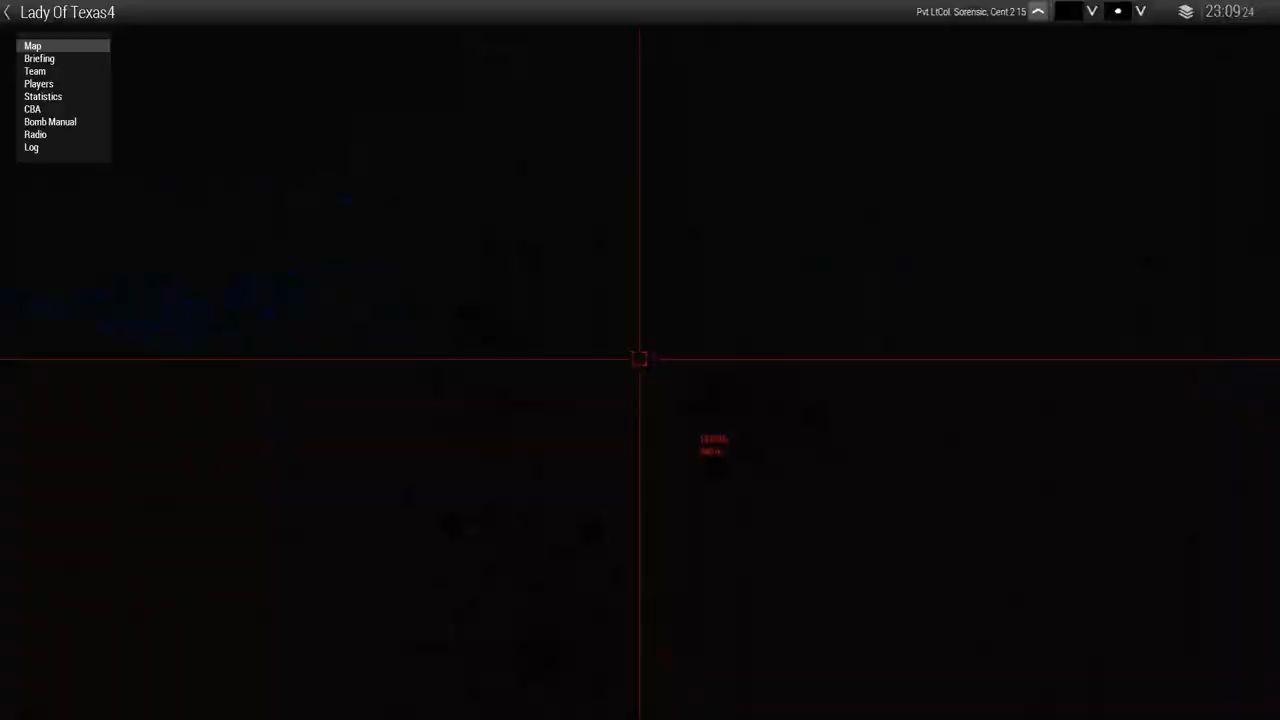 Lady Of Texas4
Pvt LtCol Sorensic, Cent.2 15
23:09 24
Map
Briefing
Team
Players
Statistics
CBA
Bomb Manual
Radio
Log